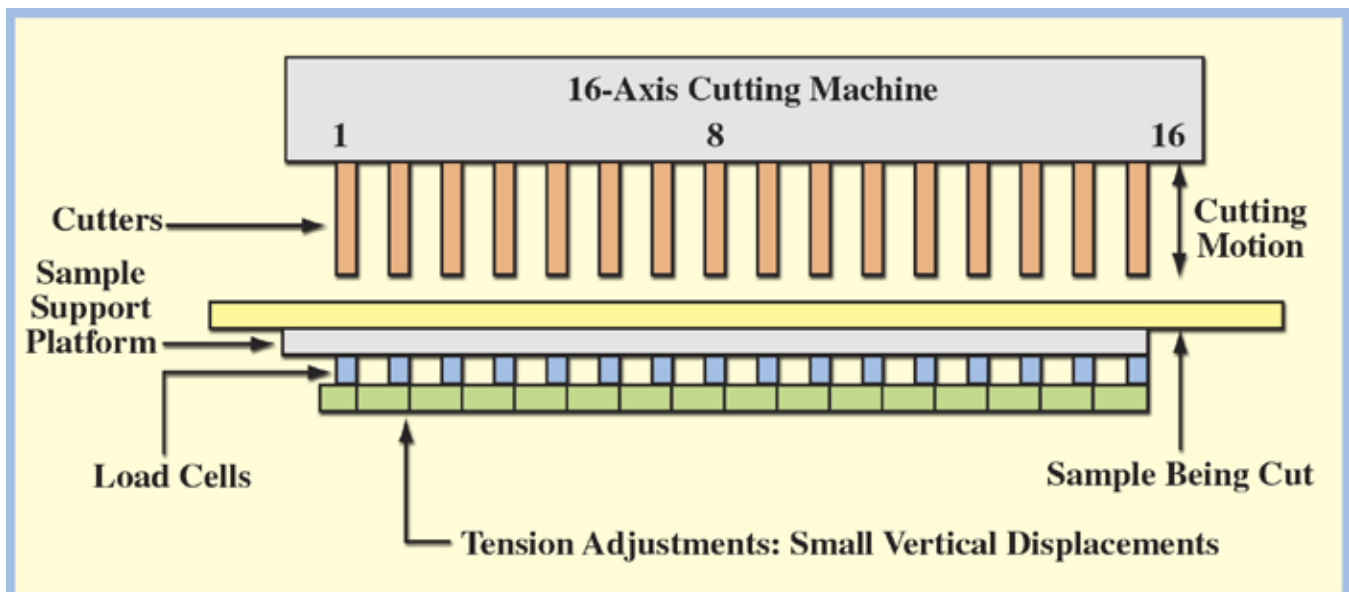 16-Axis Cutting Machine
1 8 16
Cutters
Cutting
Motion
Sample
Support
Platform
Load Cells
Sample Being Cut
Tension Adjustments: Small Vertical Displacements